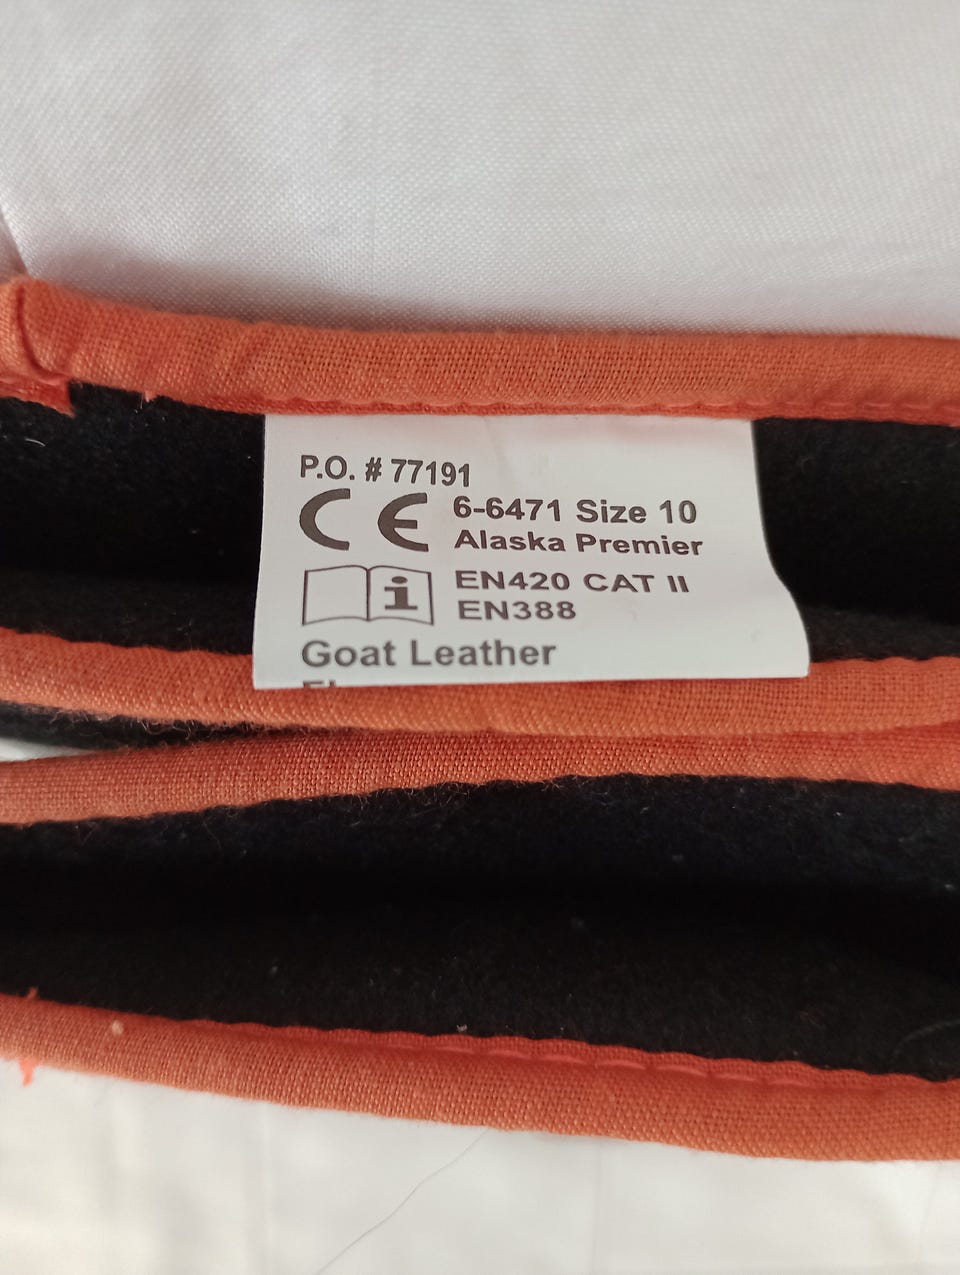 P.O. # 77191
CE 6-6471 Size 10
Alaska Premier
i EN420 CAT II
EN388
Goat Leather